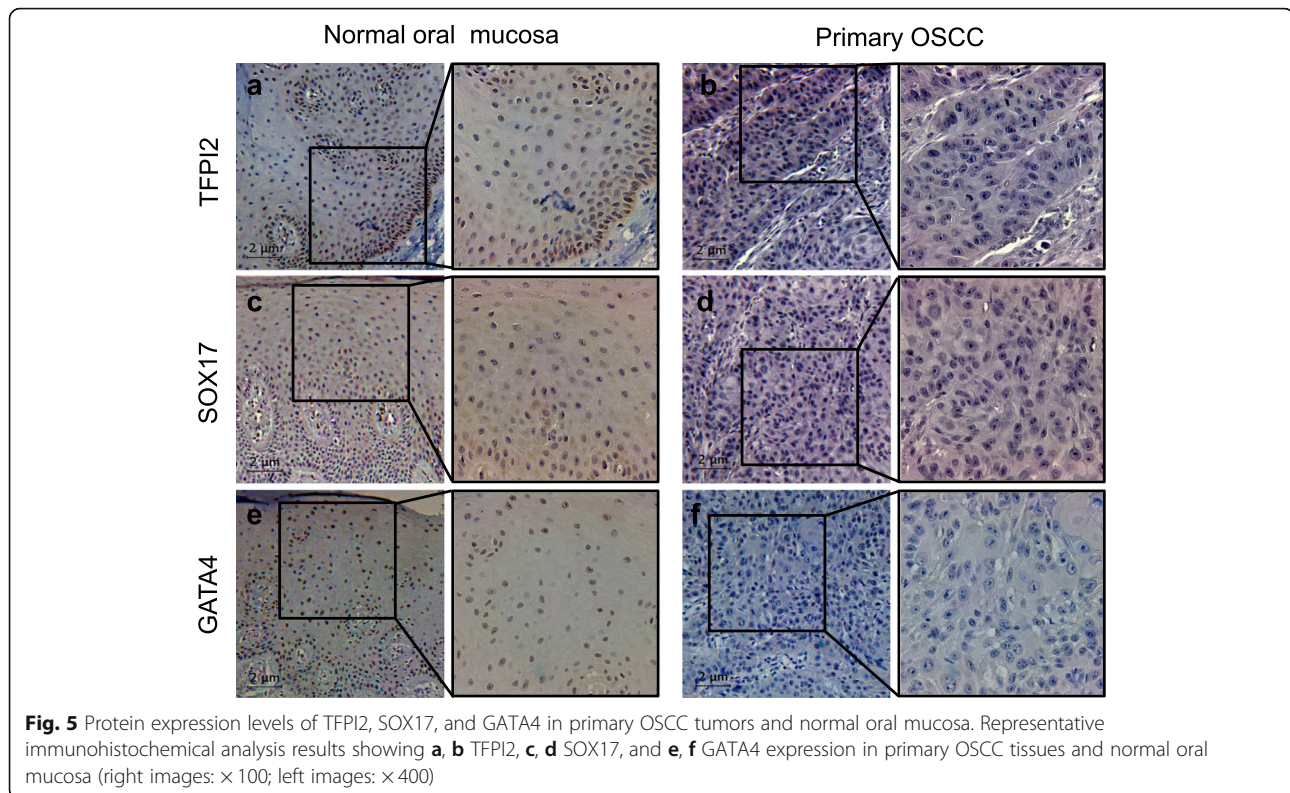 Normal oral mucosa
Primary OSCC
TFPI2
a
2 µm
b
2 µm
SOX17
c
2 µm
d
2 µm
GATA4
e
2 µm
f
2 µm
Fig. 5 Protein expression levels of TFPI2, SOX17, and GATA4 in primary OSCC tumors and normal oral mucosa. Representative
immunohistochemical analysis results showing a, b TFPI2, c, d SOX17, and e, f GATA4 expression in primary OSCC tissues and normal oral
mucosa (right images: × 100; left images: × 400)